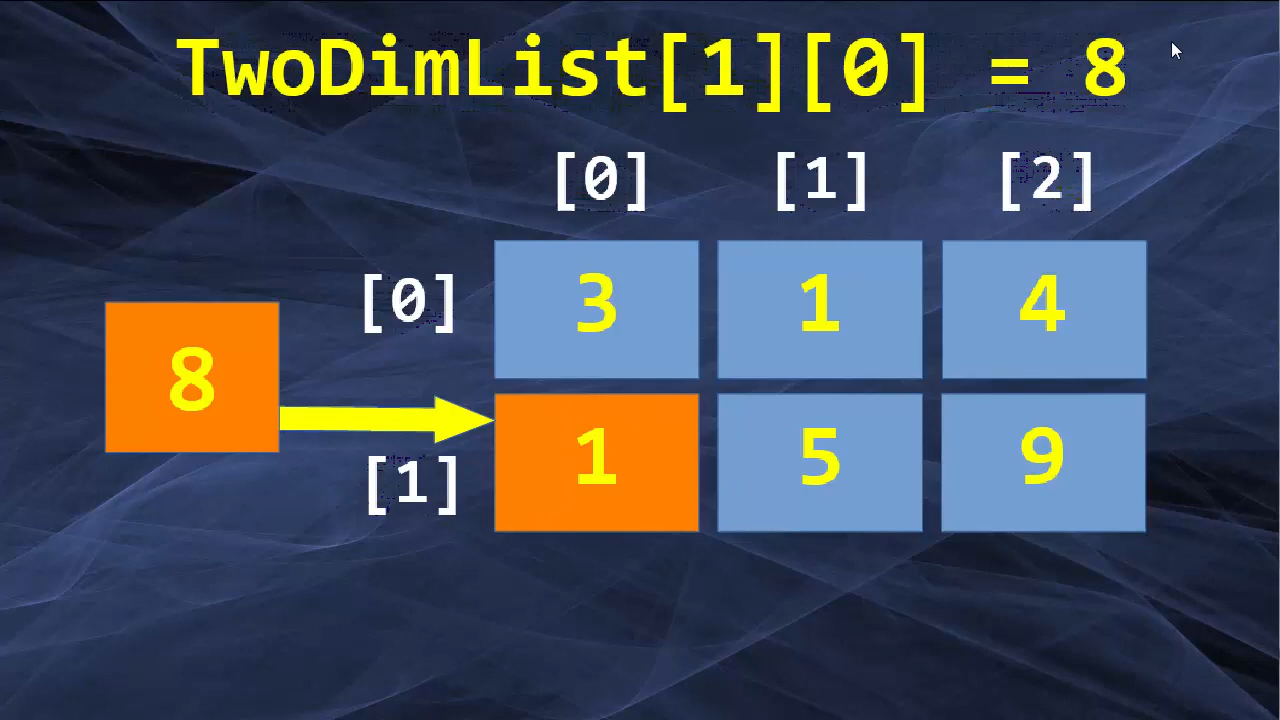 TwoDimList[1][0] = 8
[0] [1] [2]
[0] 3 1 4
8
[1] 1 5 9